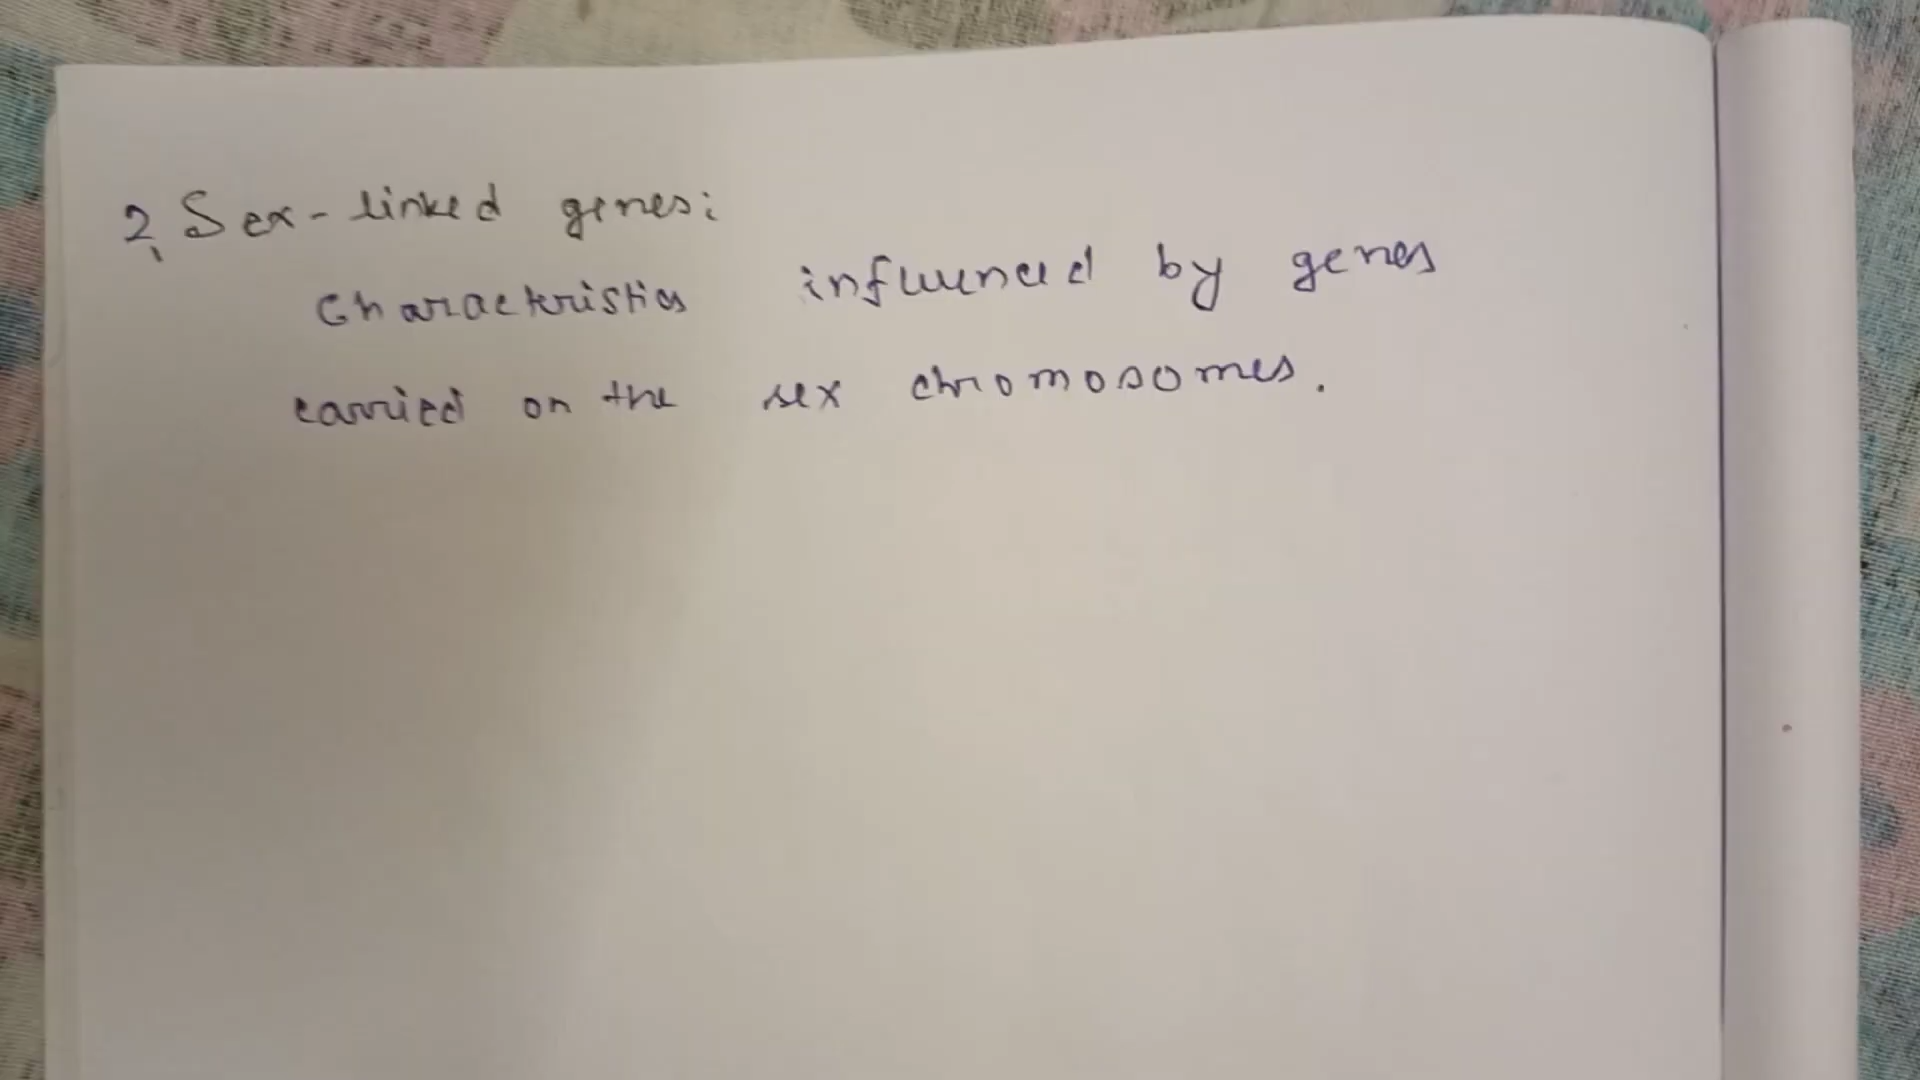 2, Sex-linked genes:
Characteristics influenced by genes
carried on the sex chromosomes.